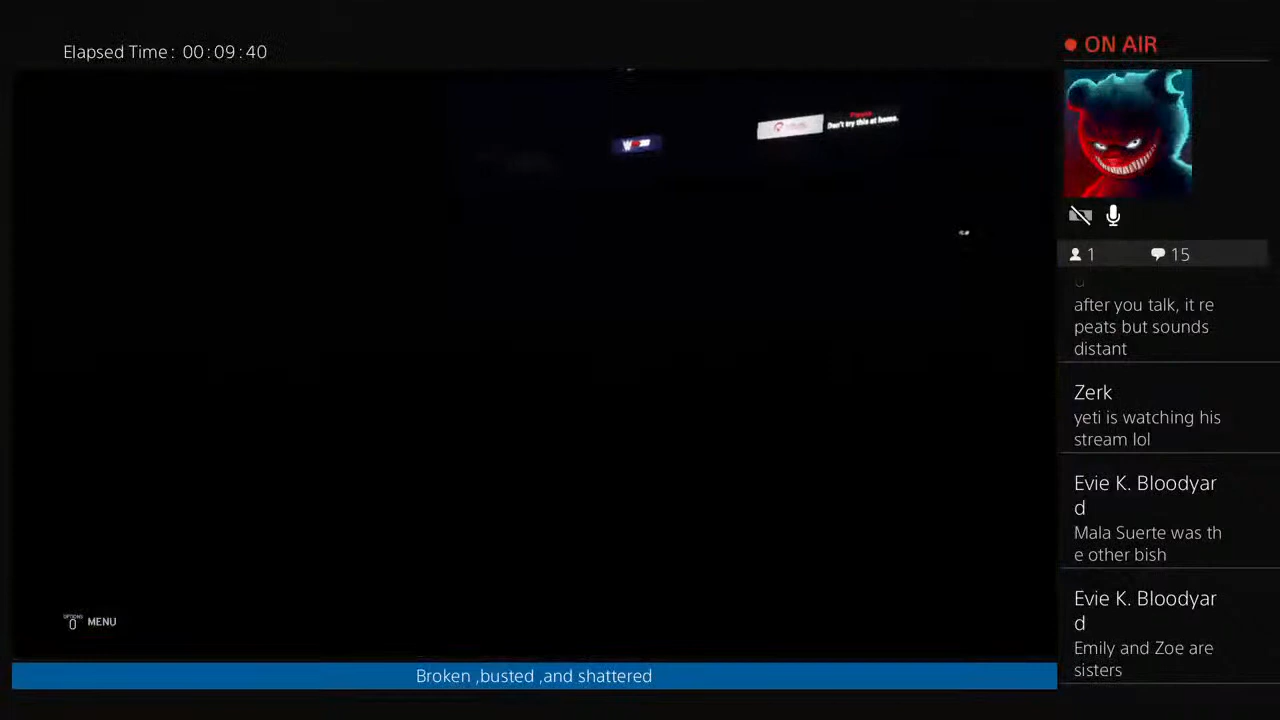 Elapsed Time: 00:09:40
ON AIR
Don't try this at home.
1 15
after you talk, it re
peats but sounds
distant
Zerk
yeti is watching his
stream lol
Evie K. Bloodyar
d
Mala Suerte was th
e other bish
Evie K. Bloodyar
d
Emily and Zoe are
sisters
OPTIONS
MENU
Broken ,busted ,and shattered